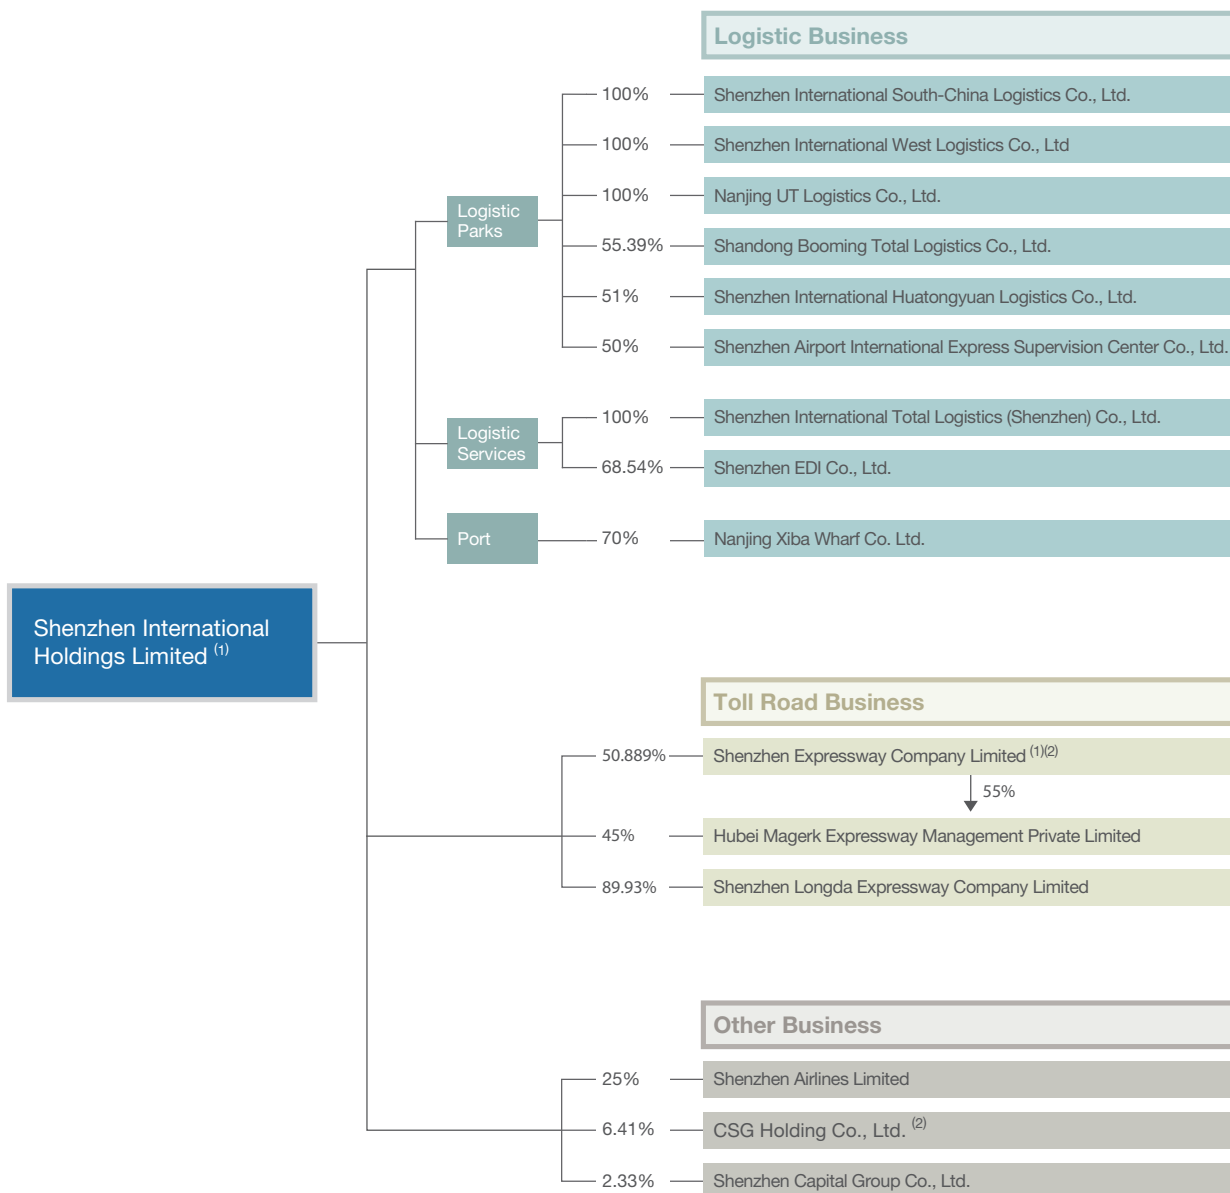 Logistic Business
100%
Shenzhen International South-China Logistics Co., Ltd.
100%
Shenzhen International West Logistics Co., Ltd
Logistic
Parks
100%
Nanjing UT Logistics Co., Ltd.
55.39%
Shandong Booming Total Logistics Co., Ltd.
51%
Shenzhen International Huatongyuan Logistics Co., Ltd.
50%
Shenzhen Airport International Express Supervision Center Co., Ltd.
Logistic
Services
100%
Shenzhen International Total Logistics (Shenzhen) Co., Ltd.
68.54%
Shenzhen EDI Co., Ltd.
Port
70%
Nanjing Xiba Wharf Co. Ltd.
Shenzhen International
Holdings Limited (1)
Toll Road Business
50.889%
Shenzhen Expressway Company Limited (1)(2)
55%
45%
Hubei Magerk Expressway Management Private Limited
89.93%
Shenzhen Longda Expressway Company Limited
Other Business
25%
Shenzhen Airlines Limited
6.41%
CSG Holding Co., Ltd. (2)
2.33%
Shenzhen Capital Group Co., Ltd.